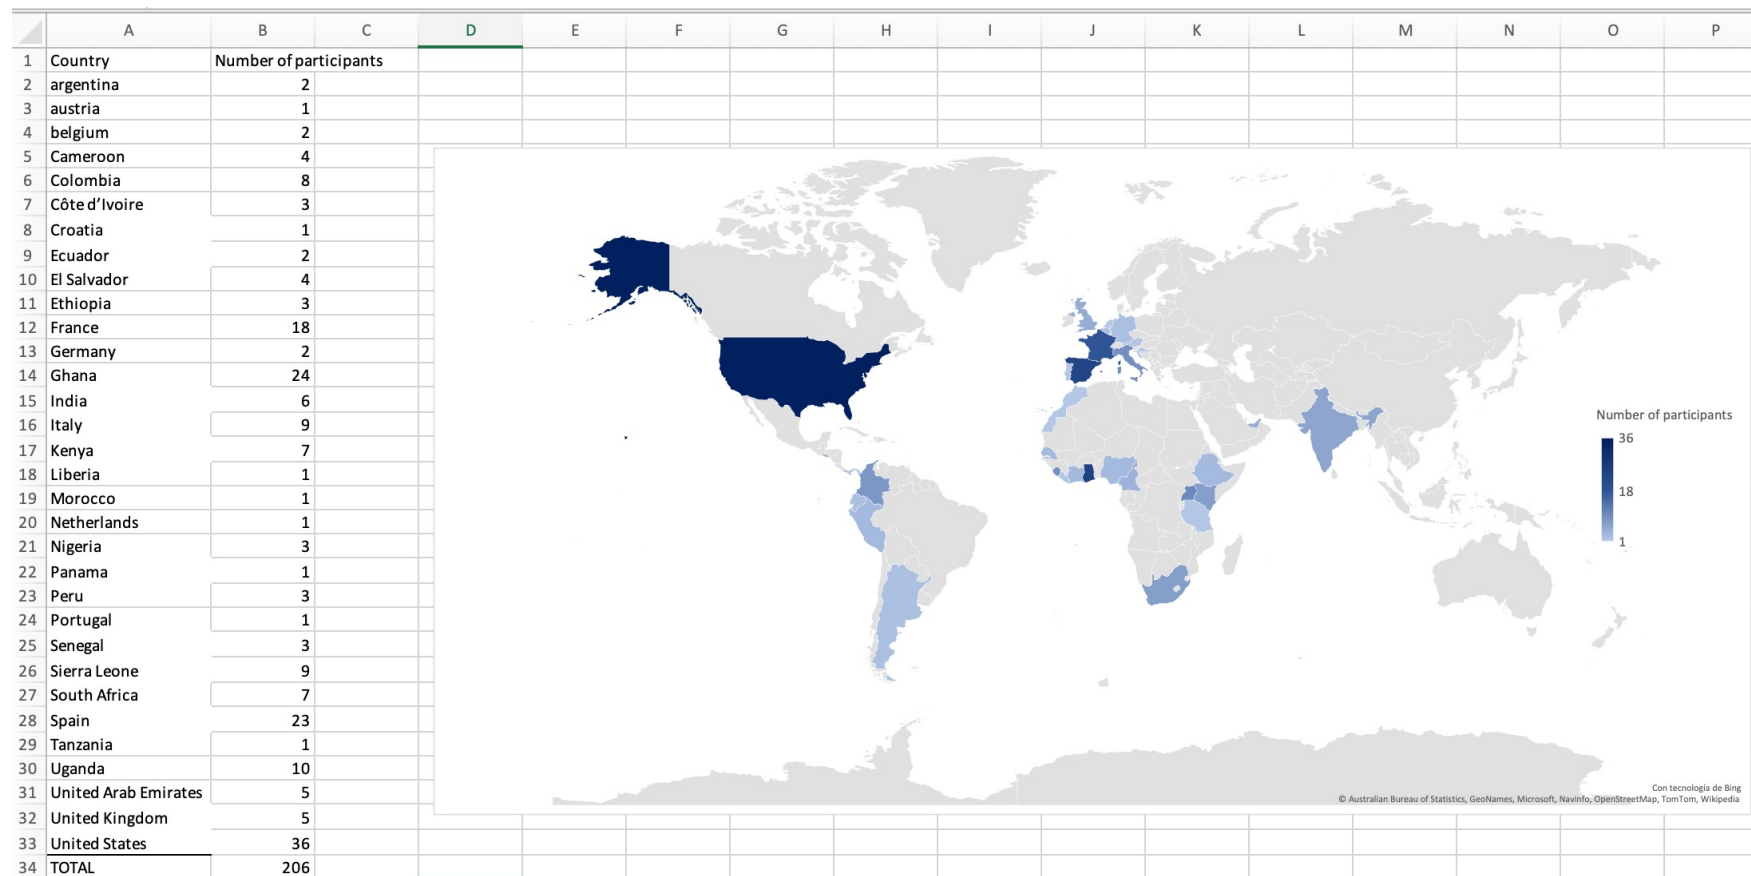 A B C D E F G H I J K L M N O P
1 Country Number of participants
2 argentina 2
3 austria 1
4 belgium 2
5 Cameroon 4
6 Colombia 8
7 Côte d’Ivoire 3
8 Croatia 1
9 Ecuador 2
10 El Salvador 4
11 Ethiopia 3
12 France 18
13 Germany 2
14 Ghana 24
15 India 6
16 Italy 9
17 Kenya 7
18 Liberia 1
19 Morocco 1
20 Netherlands 1
21 Nigeria 3
22 Panama 1
23 Peru 3
24 Portugal 1
25 Senegal 3
26 Sierra Leone 9
27 South Africa 7
28 Spain 23
29 Tanzania 1
30 Uganda 10
31 United Arab Emirates 5
32 United Kingdom 5
33 United States 36
34 TOTAL 206
Number of participants
36
18
1
Con tecnología de Bing
© Australian Bureau of Statistics, GeoNames, Microsoft, Navinfo, OpenStreetMap, TomTom, Wikipedia